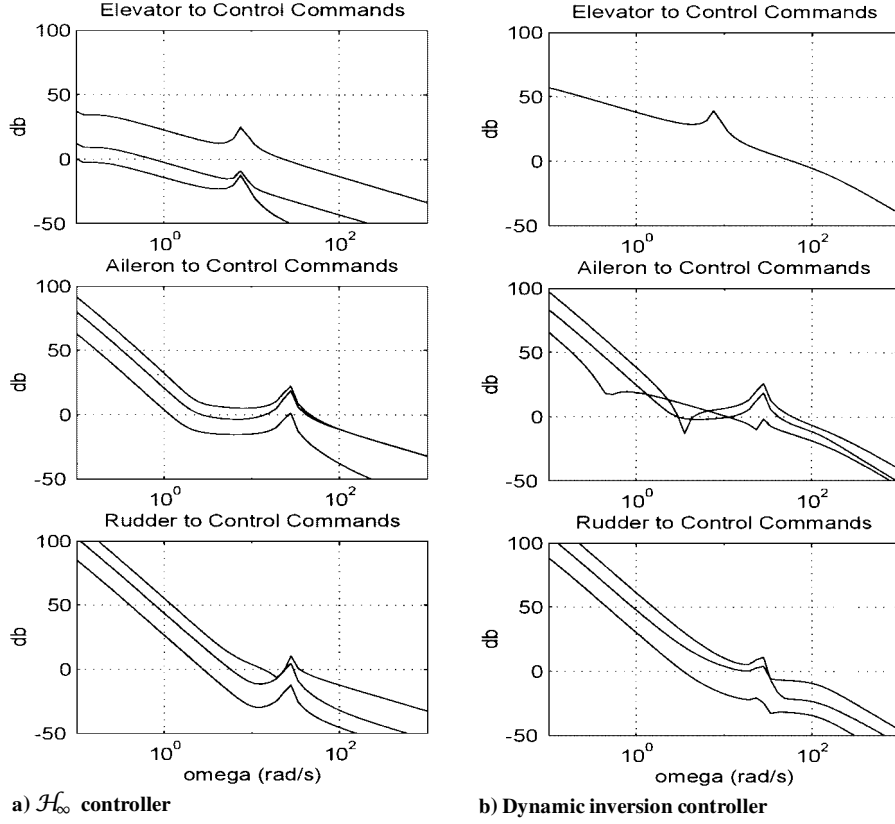 Elevator to Control Commands
100
50
0
-50
db
10^0
10^2
Aileron to Control Commands
100
50
0
-50
db
10^0
10^2
Rudder to Control Commands
100
50
0
-50
db
10^0
10^2
omega (rad/s)
a) ℋ∞ controller
Elevator to Control Commands
100
50
0
-50
db
10^0
10^2
Aileron to Control Commands
100
50
0
-50
db
10^0
10^2
Rudder to Control Commands
100
50
0
-50
db
10^0
10^2
omega (rad/s)
b) Dynamic inversion controller